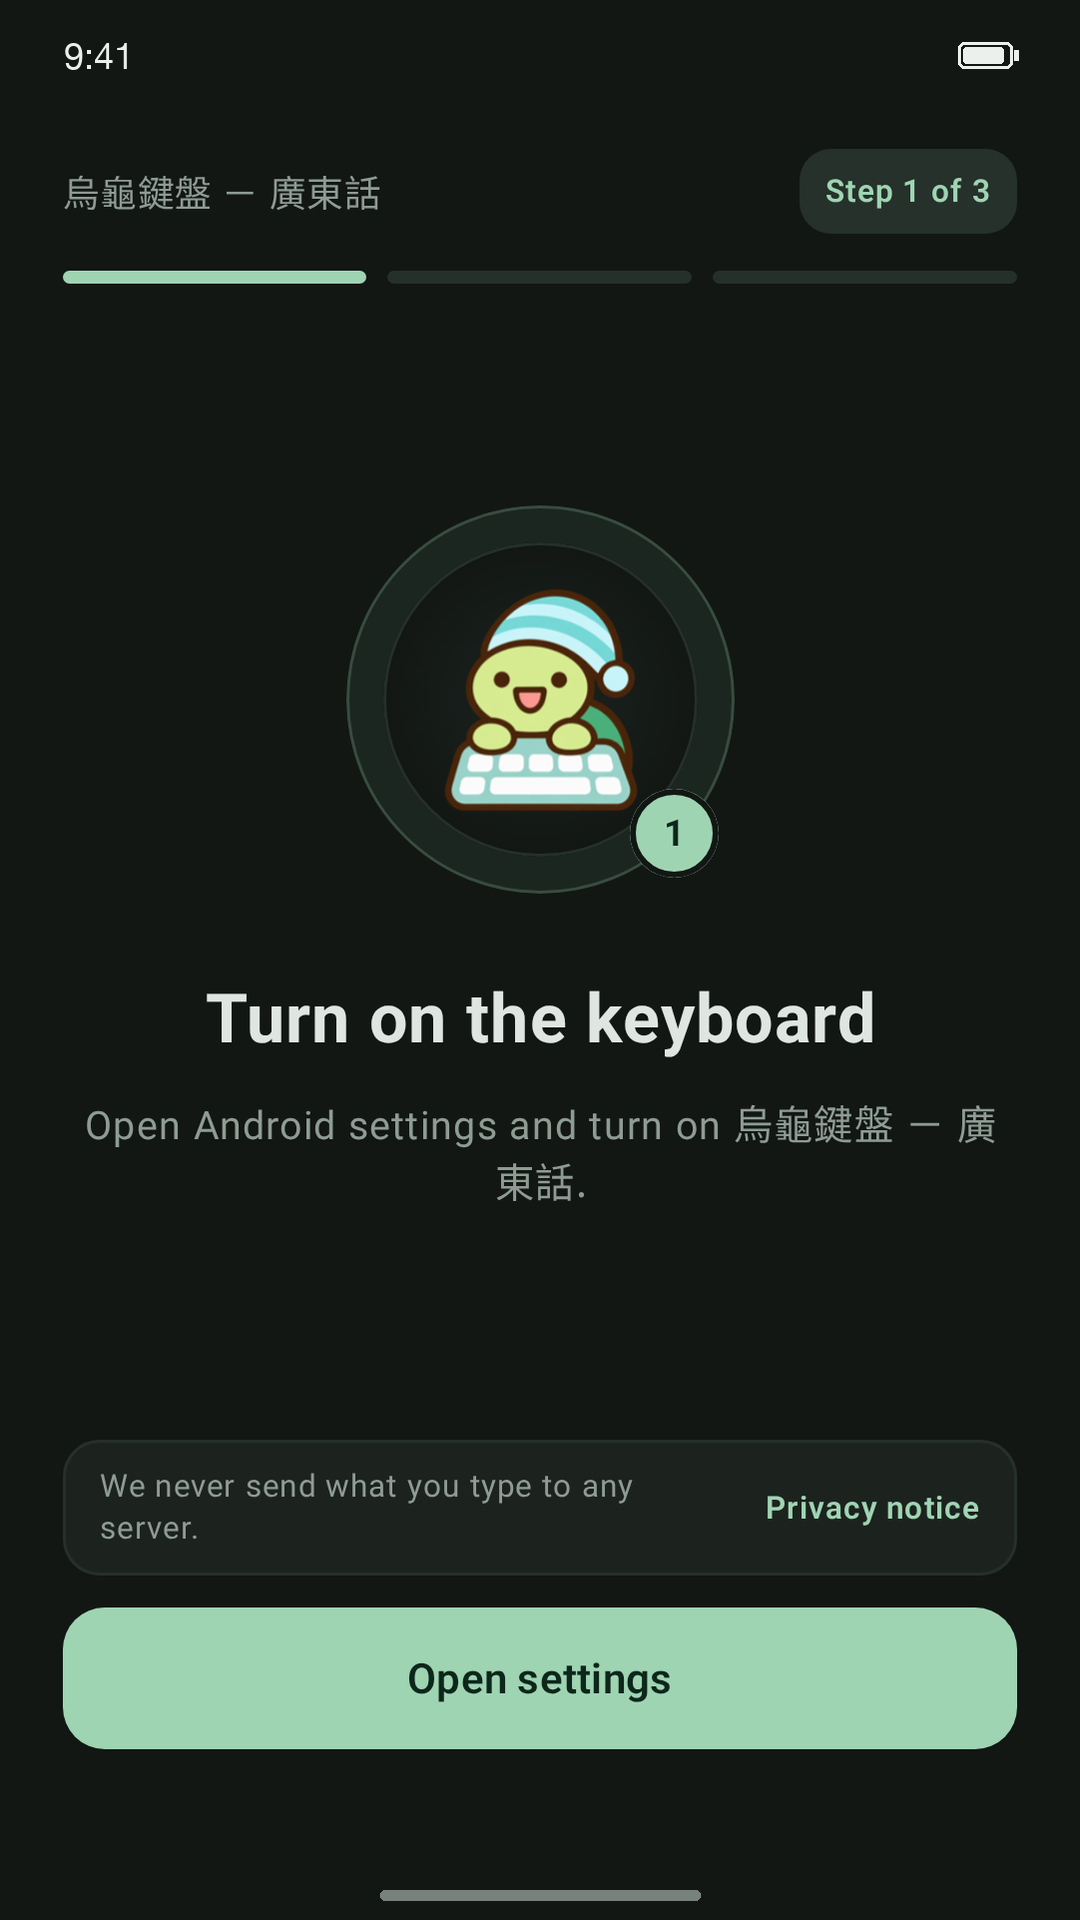 9:41
烏龜鍵盤 － 廣東話
Step 1 of 3
1
Turn on the keyboard
Open Android settings and turn on 烏龜鍵盤 － 廣
東話.
We never send what you type to any
server.
Privacy notice
Open settings